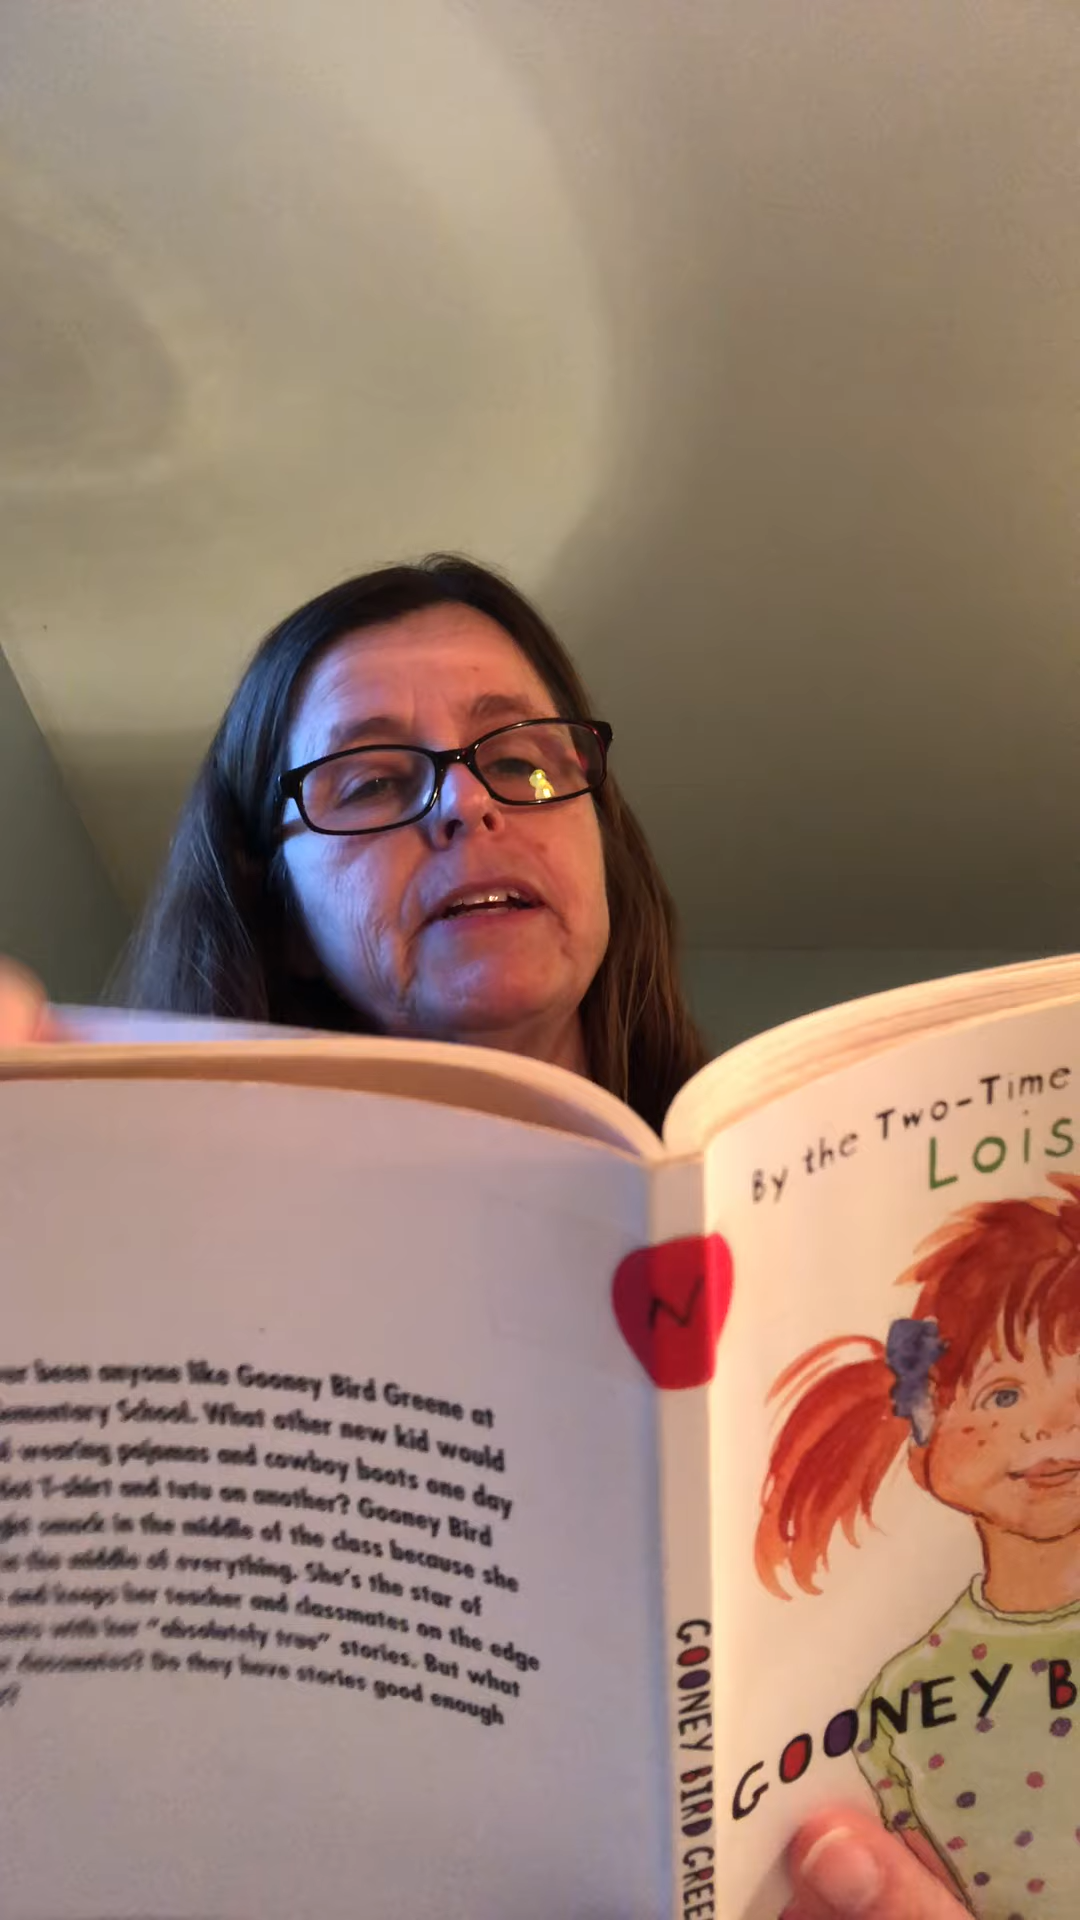 been anyone like Gooney Bird Greene at
School. What other new kid would
wearing pajamas and cowboy boots one day
T-shirt and tutu on another? Gooney Bird
smack in the middle of the class because she
the middle of everything. She's the star of
and keeps her teacher and classmates on the edge
with her "absolutely true" stories. But what
classmates? Do they have stories good enough
N
GOONEY BIRD GREE
By the Two-Time
LOIS
GOONEY B